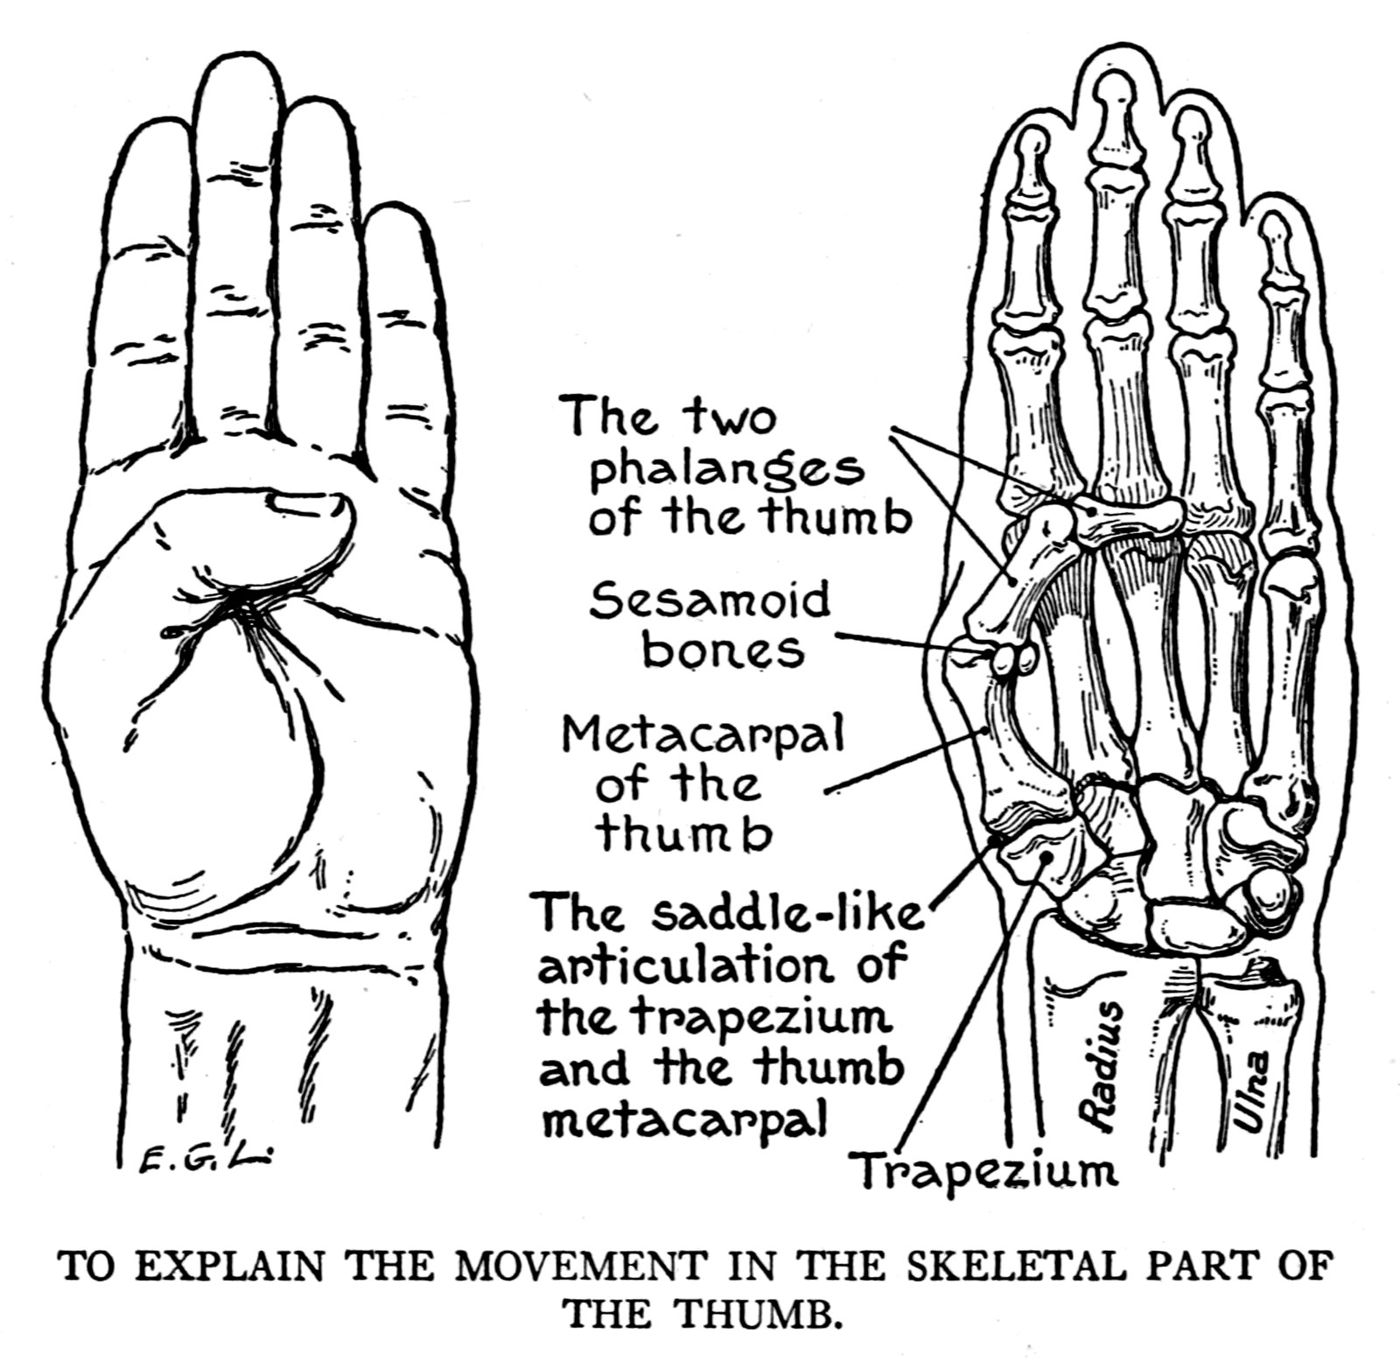 The two
phalanges
of the thumb
Sesamoid
bones
Metacarpal
of the
thumb
The saddle-like
articulation of
the trapezium
and the thumb
metacarpal
Trapezium
Radius
Ulna
E.G.L.
TO EXPLAIN THE MOVEMENT IN THE SKELETAL PART OF
THE THUMB.